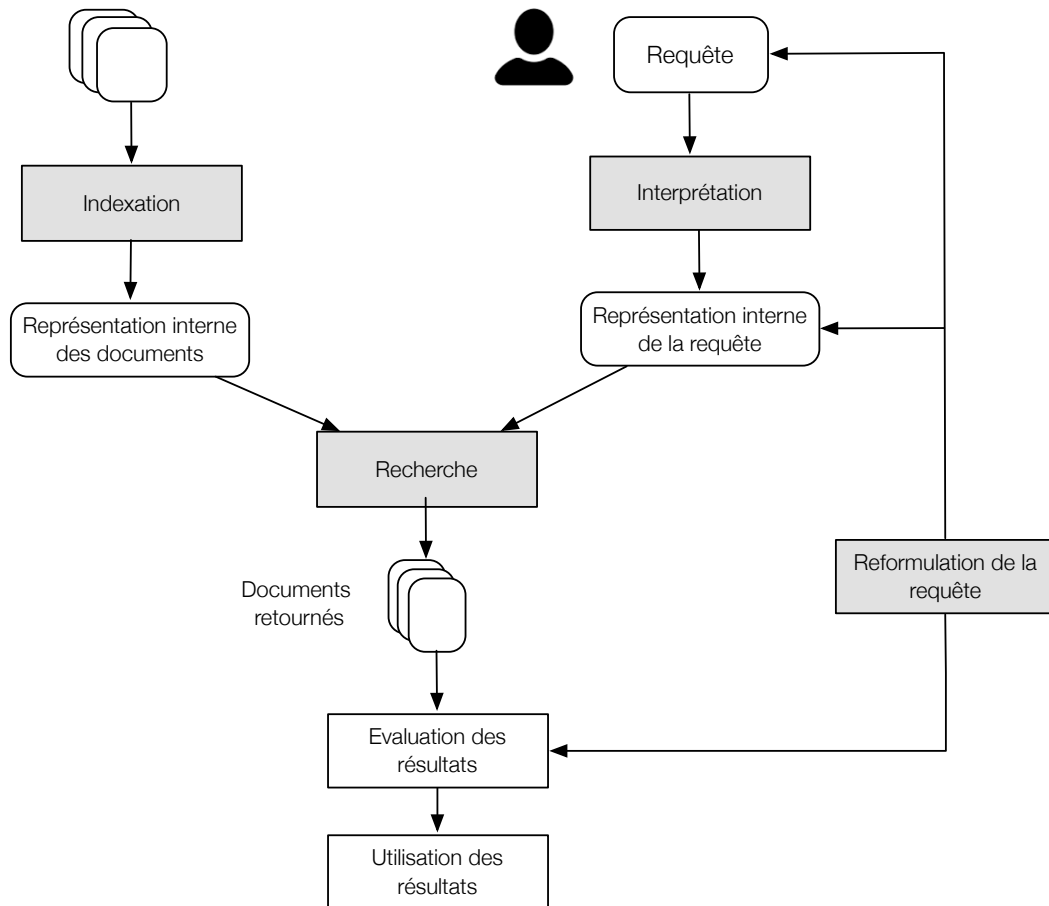 Requête
Indexation
Interprétation
Représentation interne
des documents
Représentation interne
de la requête
Recherche
Documents
retournés
Reformulation de la
requête
Evaluation des
résultats
Utilisation des
résultats